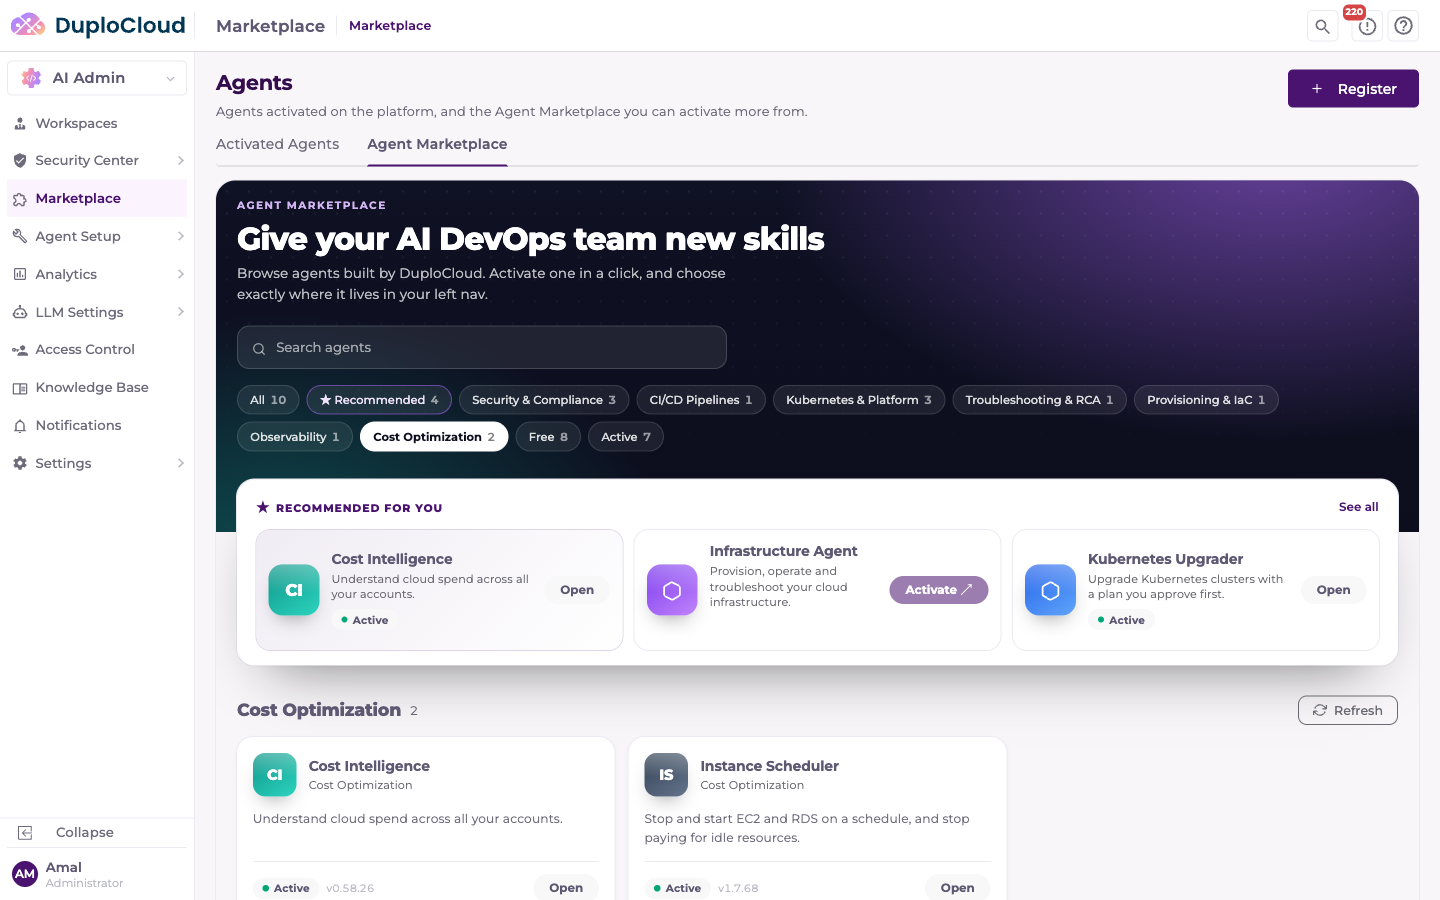 DuploCloud
Marketplace
Marketplace
220
AI Admin
Workspaces
Security Center
Marketplace
Agent Setup
Analytics
LLM Settings
Access Control
Knowledge Base
Notifications
Settings
Collapse
AM
Amal
Administrator
Agents
Agents activated on the platform, and the Agent Marketplace you can activate more from.
+ Register
Activated Agents
Agent Marketplace
AGENT MARKETPLACE
Give your AI DevOps team new skills
Browse agents built by DuploCloud. Activate one in a click, and choose
exactly where it lives in your left nav.
Search agents
All 10
★ Recommended 4
Security & Compliance 3
CI/CD Pipelines 1
Kubernetes & Platform 3
Troubleshooting & RCA 1
Provisioning & IaC 1
Observability 1
Cost Optimization 2
Free 8
Active 7
★ RECOMMENDED FOR YOU
See all
CI
Cost Intelligence
Understand cloud spend across all
your accounts.
Active
Open
Infrastructure Agent
Provision, operate and
troubleshoot your cloud
infrastructure.
Activate
Kubernetes Upgrader
Upgrade Kubernetes clusters with
a plan you approve first.
Active
Open
Cost Optimization 2
Refresh
CI
Cost Intelligence
Cost Optimization
Understand cloud spend across all your accounts.
Active
v0.58.26
Open
IS
Instance Scheduler
Cost Optimization
Stop and start EC2 and RDS on a schedule, and stop
paying for idle resources.
Active
v1.7.68
Open